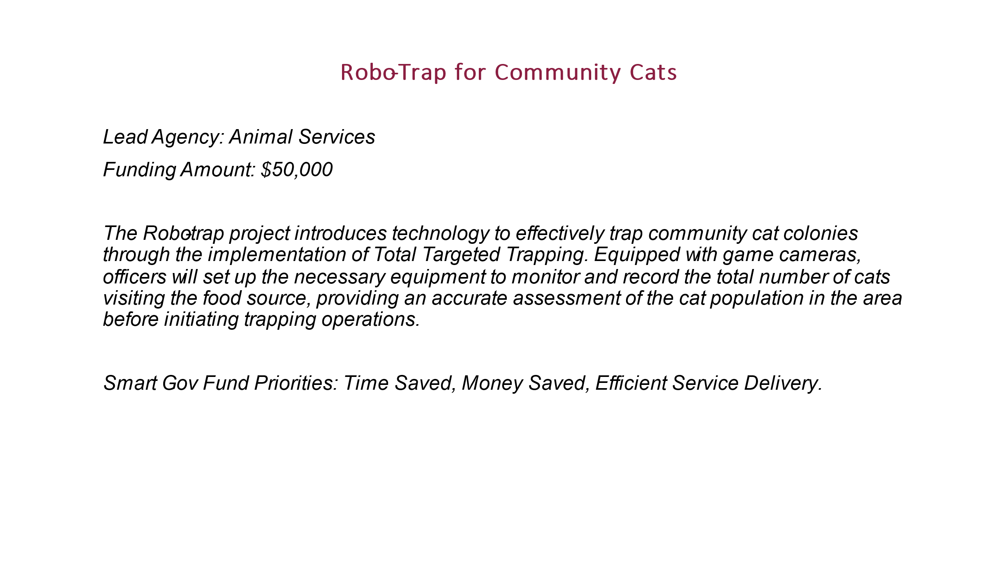 Robo-Trap for Community Cats
Lead Agency: Animal Services
Funding Amount: $50,000
The Robo-trap project introduces technology to effectively trap community cat colonies
through the implementation of Total Targeted Trapping. Equipped with game cameras,
officers will set up the necessary equipment to monitor and record the total number of cats
visiting the food source, providing an accurate assessment of the cat population in the area
before initiating trapping operations.
Smart Gov Fund Priorities: Time Saved, Money Saved, Efficient Service Delivery.